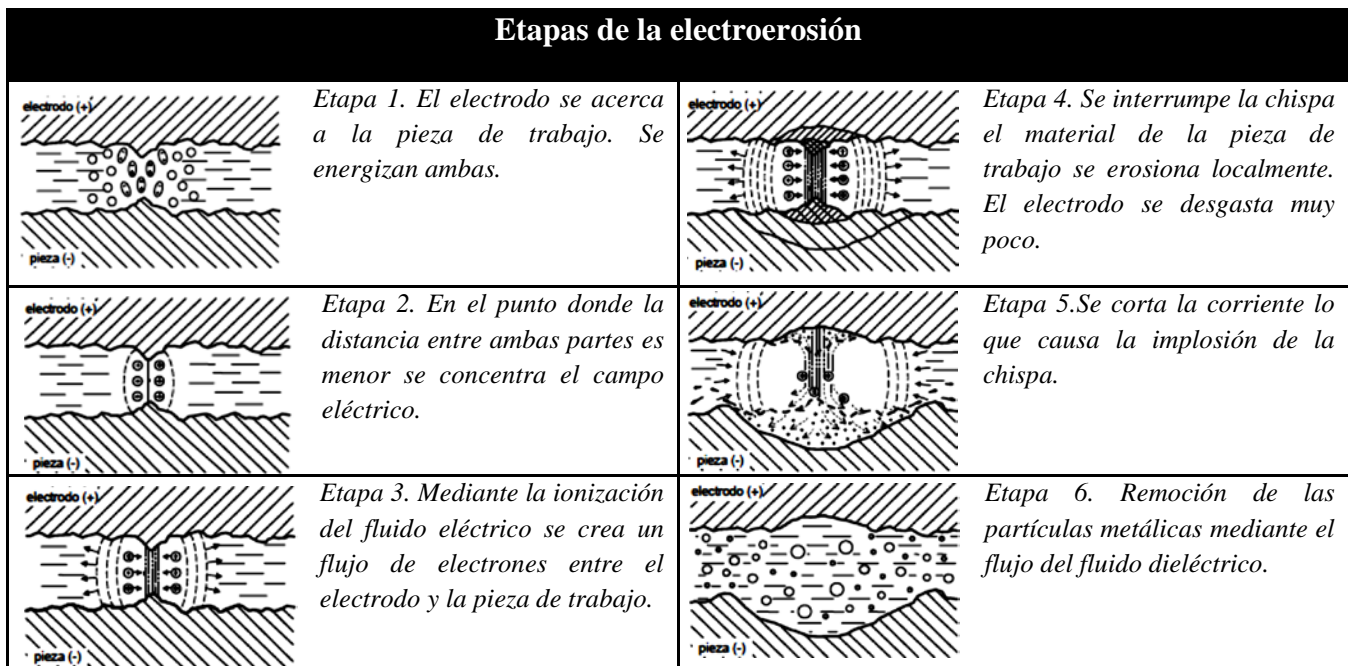 Etapas de la electroerosión
electrodo (+)
pieza (-)
Etapa 1. El electrodo se acerca
a la pieza de trabajo. Se
energizan ambas.
electrodo (+)
pieza (-)
Etapa 4. Se interrumpe la chispa
el material de la pieza de
trabajo se erosiona localmente.
El electrodo se desgasta muy
poco.
electrodo (+)
pieza (-)
Etapa 2. En el punto donde la
distancia entre ambas partes es
menor se concentra el campo
eléctrico.
electrodo (+)
pieza (-)
Etapa 5.Se corta la corriente lo
que causa la implosión de la
chispa.
electrodo (+)
pieza (-)
Etapa 3. Mediante la ionización
del fluido eléctrico se crea un
flujo de electrones entre el
electrodo y la pieza de trabajo.
electrodo (+)
pieza (-)
Etapa 6. Remoción de las
partículas metálicas mediante el
flujo del fluido dieléctrico.